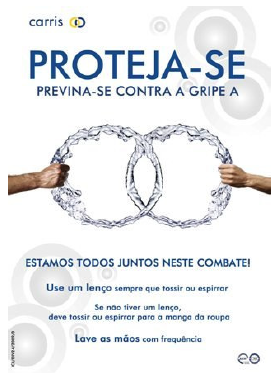 carris
PROTEJA-SE
PREVINA-SE CONTRA A GRIPE A
ESTAMOS TODOS JUNTOS NESTE COMBATE!
Use um lenço sempre que tossir ou espirrar
Se não tiver um lenço,
deve tossir ou espirrar para a manga da roupa
Lave as mãos com frequência